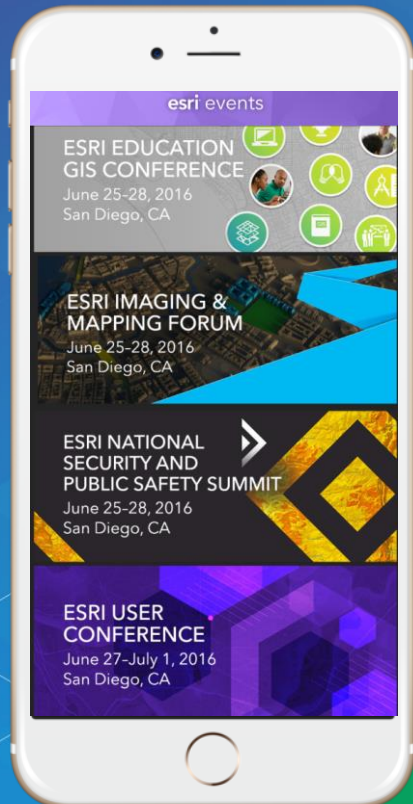 esri events
ESRI EDUCATION
GIS CONFERENCE
June 25-28, 2016
San Diego, CA
ESRI IMAGING &
MAPPING FORUM
June 25-28, 2016
San Diego, CA
ESRI NATIONAL
SECURITY AND
PUBLIC SAFETY SUMMIT
June 25-28, 2016
San Diego, CA
ESRI USER
CONFERENCE
June 27-July 1, 2016
San Diego, CA